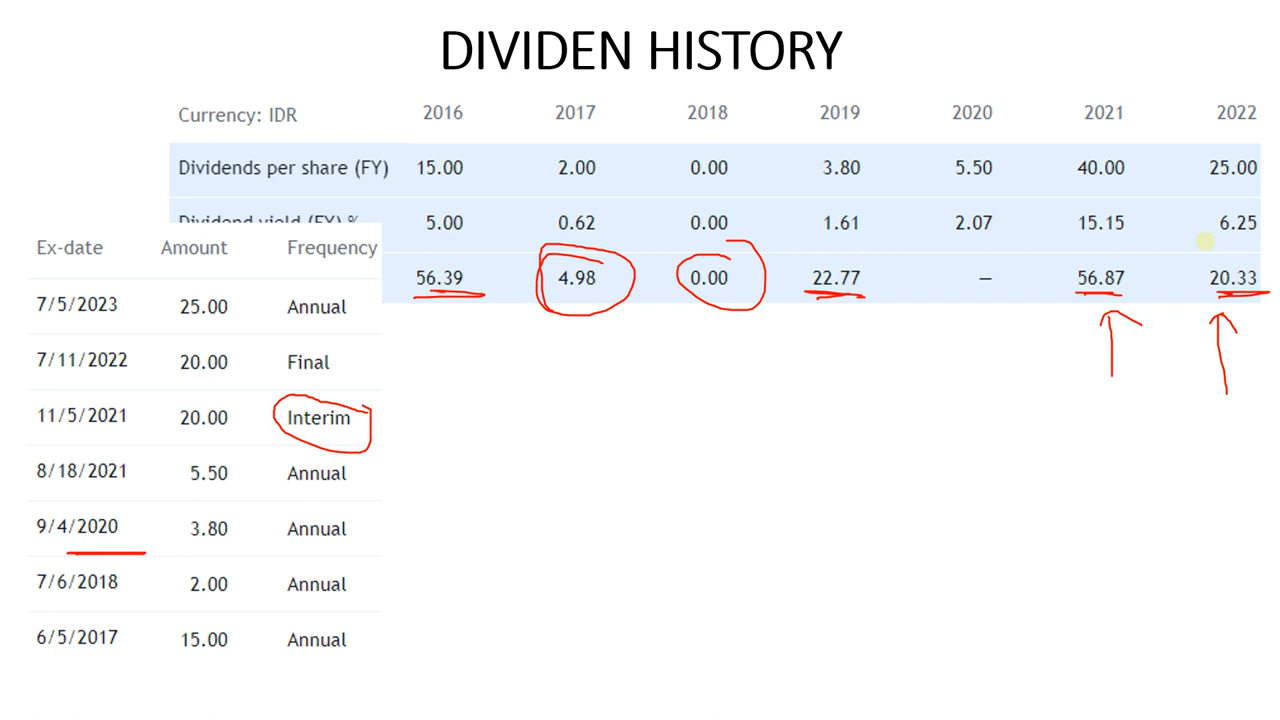 DIVIDEN HISTORY
Currency: IDR 2016 2017 2018 2019 2020 2021 2022
Dividends per share (FY) 15.00 2.00 0.00 3.80 5.50 40.00 25.00
Dividend yield (FY) % 5.00 0.62 0.00 1.61 2.07 15.15 6.25
56.39 4.98 0.00 22.77 — 56.87 20.33
Ex-date Amount Frequency
7/5/2023 25.00 Annual
7/11/2022 20.00 Final
11/5/2021 20.00 Interim
8/18/2021 5.50 Annual
9/4/2020 3.80 Annual
7/6/2018 2.00 Annual
6/5/2017 15.00 Annual